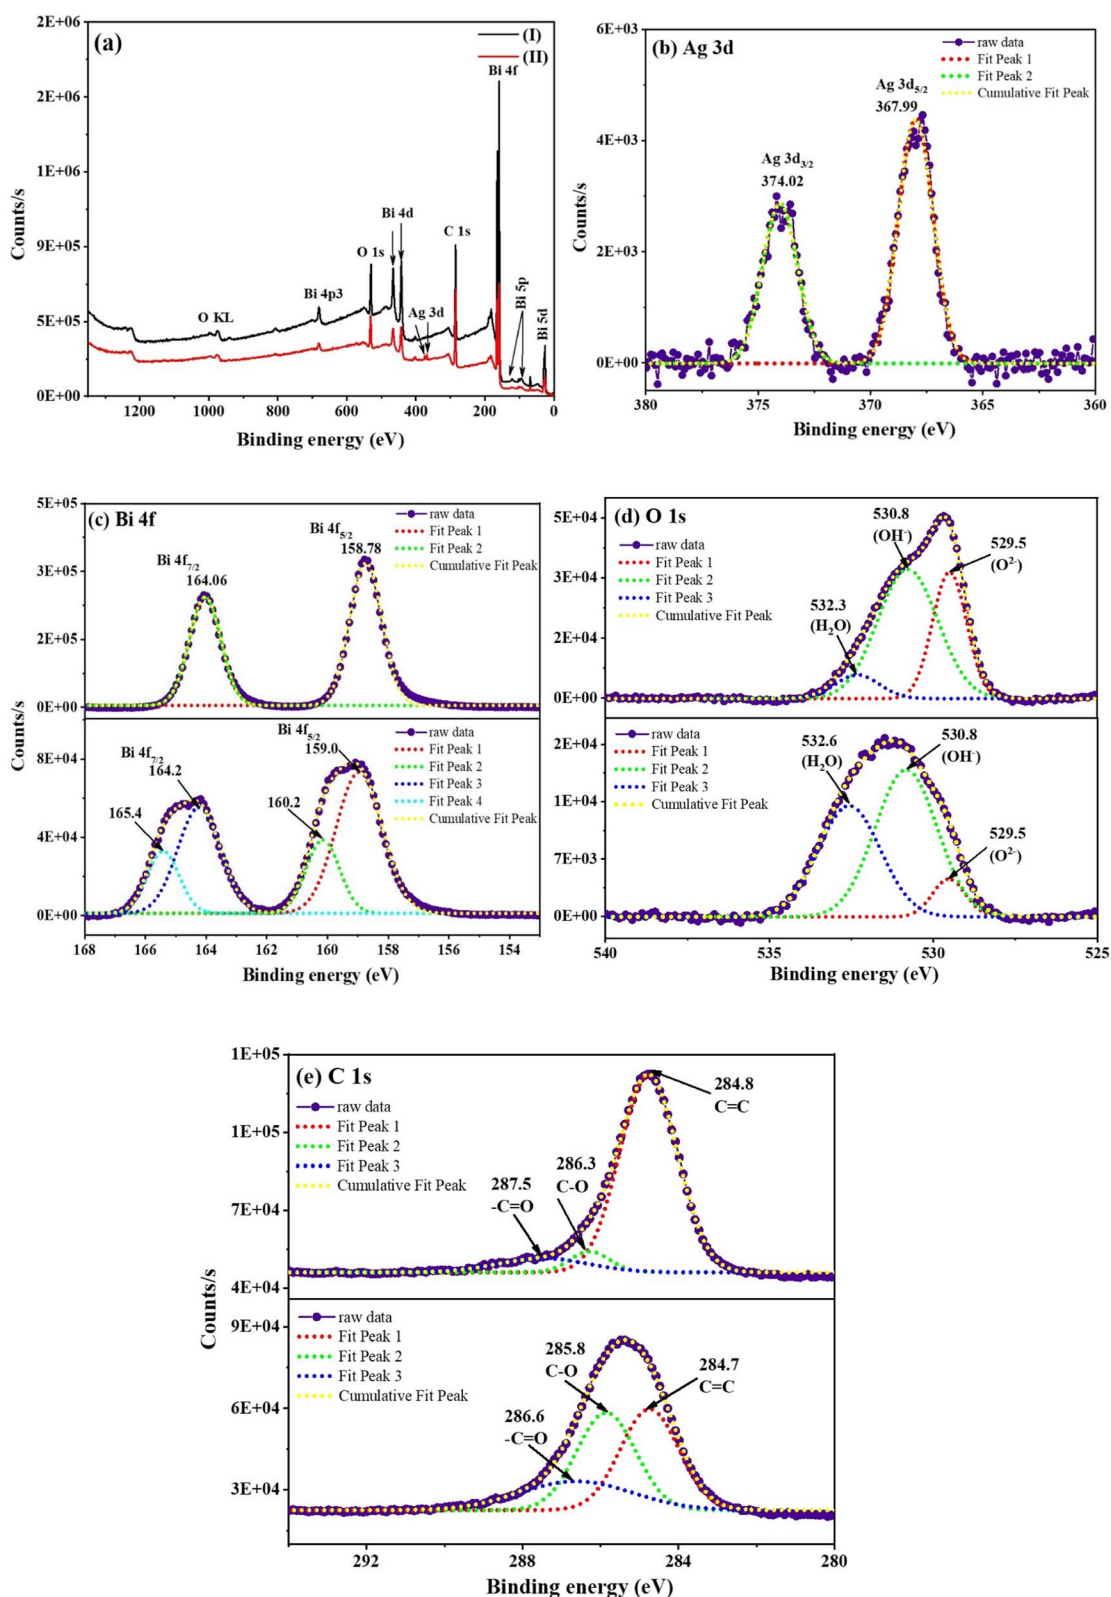 (a)
(I)
(II)
Bi 4f
Bi 4d
C 1s
O 1s
Bi 4p3
Ag 3d
O KL
Bi 5p
Bi 5d
2E+06
2E+06
1E+06
9E+05
5E+05
0E+00
1200
1000
800
600
400
200
0
Counts/s
Binding energy (eV)
(b) Ag 3d
raw data
Fit Peak 1
Fit Peak 2
Cumulative Fit Peak
Ag 3d5/2
367.99
Ag 3d3/2
374.02
6E+03
4E+03
2E+03
0E+00
380
375
370
365
360
Counts/s
Binding energy (eV)
(c) Bi 4f
raw data
Fit Peak 1
Fit Peak 2
Cumulative Fit Peak
Bi 4f5/2
158.78
Bi 4f7/2
164.06
5E+05
3E+05
2E+05
0E+00
raw data
Fit Peak 1
Fit Peak 2
Fit Peak 3
Fit Peak 4
Cumulative Fit Peak
Bi 4f5/2
159.0
Bi 4f7/2
164.2
165.4
160.2
8E+04
4E+04
0E+00
168
166
164
162
160
158
156
154
Counts/s
Binding energy (eV)
(d) O 1s
raw data
Fit Peak 1
Fit Peak 2
Fit Peak 3
Cumulative Fit Peak
530.8
(OH-)
529.5
(O2-)
532.3
(H2O)
5E+04
3E+04
2E+04
0E+00
raw data
Fit Peak 1
Fit Peak 2
Fit Peak 3
Cumulative Fit Peak
532.6
(H2O)
530.8
(OH-)
529.5
(O2-)
2E+04
1E+04
7E+03
0E+00
540
535
530
525
Binding energy (eV)
(e) C 1s
raw data
Fit Peak 1
Fit Peak 2
Fit Peak 3
Cumulative Fit Peak
284.8
C=C
286.3
C-O
287.5
-C=O
1E+05
1E+05
7E+04
4E+04
raw data
Fit Peak 1
Fit Peak 2
Fit Peak 3
Cumulative Fit Peak
285.8
C-O
284.7
C=C
286.6
-C=O
9E+04
6E+04
3E+04
292
288
284
280
Counts/s
Binding energy (eV)